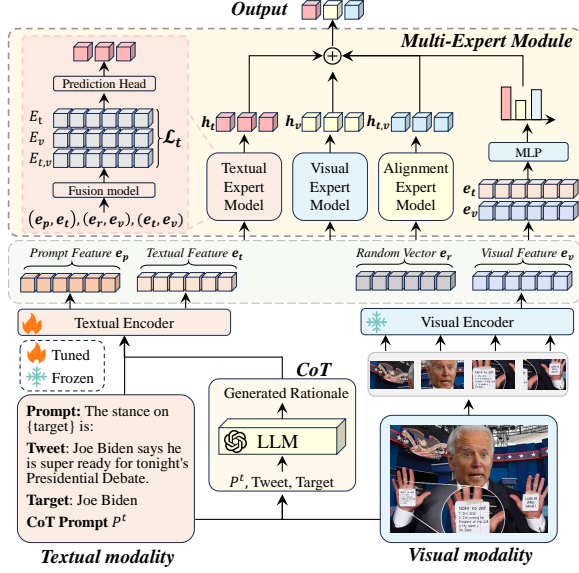 Output
Multi-Expert Module
Prediction Head
E_t
E_v
E_{t,v}
ℒ_t
Fusion model
(e_p, e_t), (e_r, e_v), (e_t, e_v)
h_t
h_v
h_{t,v}
Textual
Expert
Model
Visual
Expert
Model
Alignment
Expert
Model
MLP
e_t
e_v
Prompt Feature e_p
Textual Feature e_t
Random Vector e_r
Visual Feature e_v
Textual Encoder
Visual Encoder
Tuned
Frozen
CoT
Generated Rationale
LLM
P^t, Tweet, Target
Prompt: The stance on
{target} is:
Tweet: Joe Biden says he
is super ready for tonight's
Presidential Debate.
Target: Joe Biden
CoT Prompt P^t
Textual modality
Visual modality